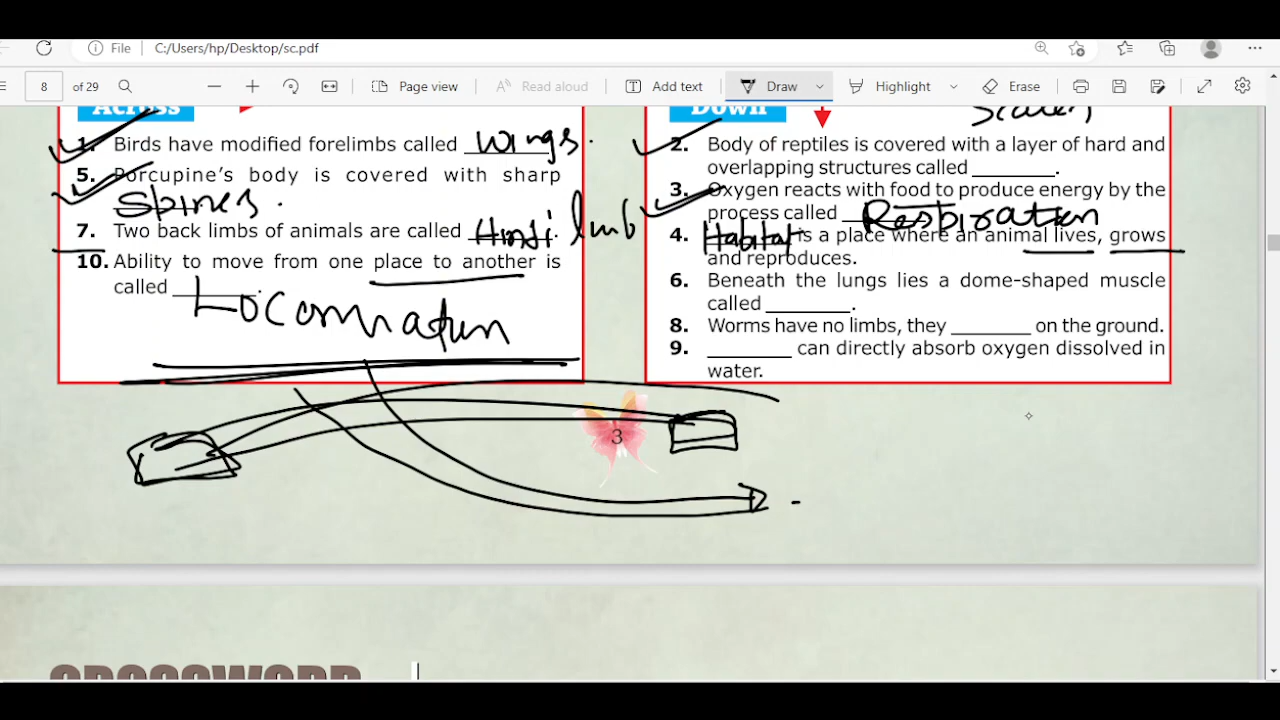 File C:/Users/hp/Desktop/sc.pdf
8 of 29 Page view Read aloud Add text Draw Highlight Erase
Across
1. Birds have modified forelimbs called wings.
5. Porcupine's body is covered with sharp
Spines.
7. Two back limbs of animals are called Hind limb
10. Ability to move from one place to another is
called ________.
Down
2. Body of reptiles is covered with a layer of hard and
overlapping structures called ________.
3. Oxygen reacts with food to produce energy by the
process called Respiration
4. Habitat is a place where an animal lives, grows
and reproduces.
6. Beneath the lungs lies a dome-shaped muscle
called ________.
8. Worms have no limbs, they ________ on the ground.
9. ________ can directly absorb oxygen dissolved in
water.
3
CROSSWORD